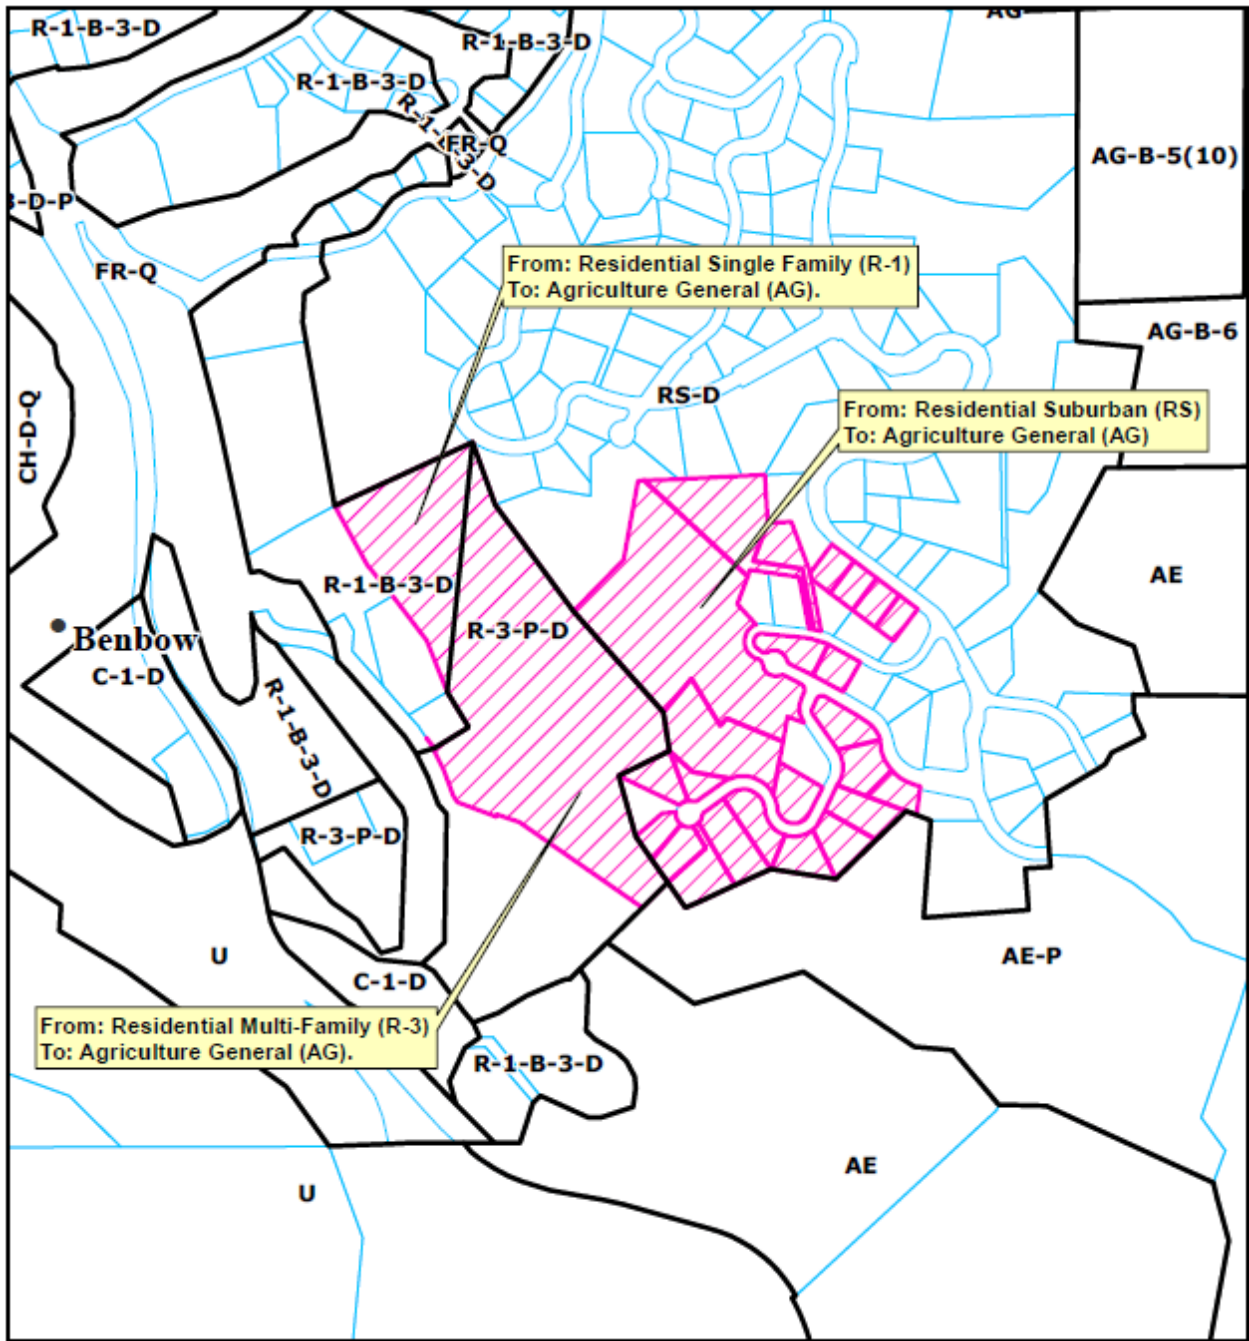 AG
R-1-B-3-D
R-1-B-3-D
R-1-B-3-D
R-1-B-3-D
FR-Q
AG-B-5(10)
3-D-P
FR-Q
From: Residential Single Family (R-1)
To: Agriculture General (AG).
AG-B-6
RS-D
From: Residential Suburban (RS)
To: Agriculture General (AG)
CH-D-Q
AE
R-1-B-3-D
R-3-P-D
Benbow
C-1-D
R-1-B-3-D
R-3-P-D
U
AE-P
C-1-D
From: Residential Multi-Family (R-3)
To: Agriculture General (AG).
R-1-B-3-D
AE
U